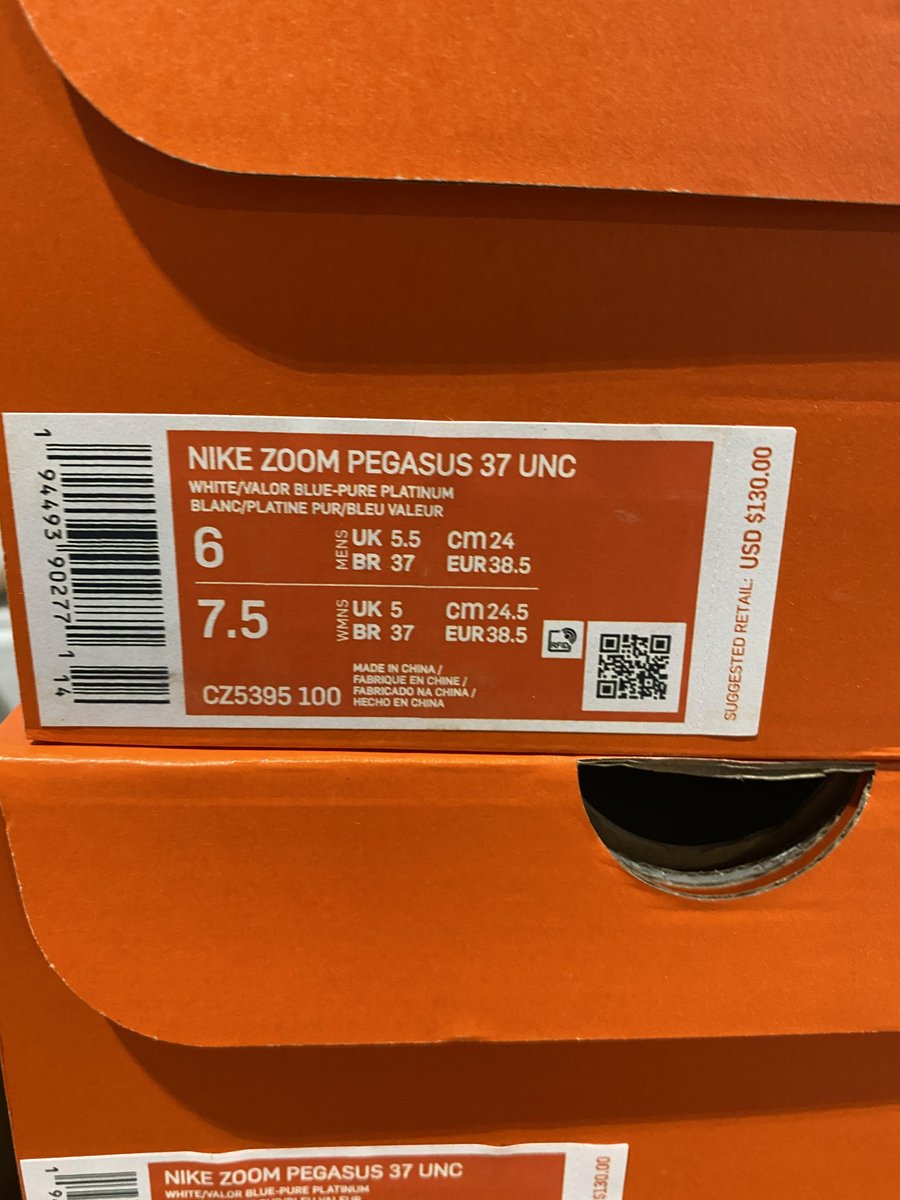 NIKE ZOOM PEGASUS 37 UNC
WHITE/VALOR BLUE-PURE PLATINUM
BLANC/PLATINE PUR/BLEU VALEUR
6 MENS UK 5.5 cm 24
BR 37 EUR 38.5
7.5 WMNS UK 5 cm 24.5
BR 37 EUR 38.5
RFID
CZ5395 100
MADE IN CHINA /
FABRIQUE EN CHINE /
FABRICADO NA CHINA /
HECHO EN CHINA
1 94493 90277 1 14
SUGGESTED RETAIL: USD $130.00
NIKE ZOOM PEGASUS 37 UNC
WHITE/VALOR BLUE-PURE PLATINUM
$130.00